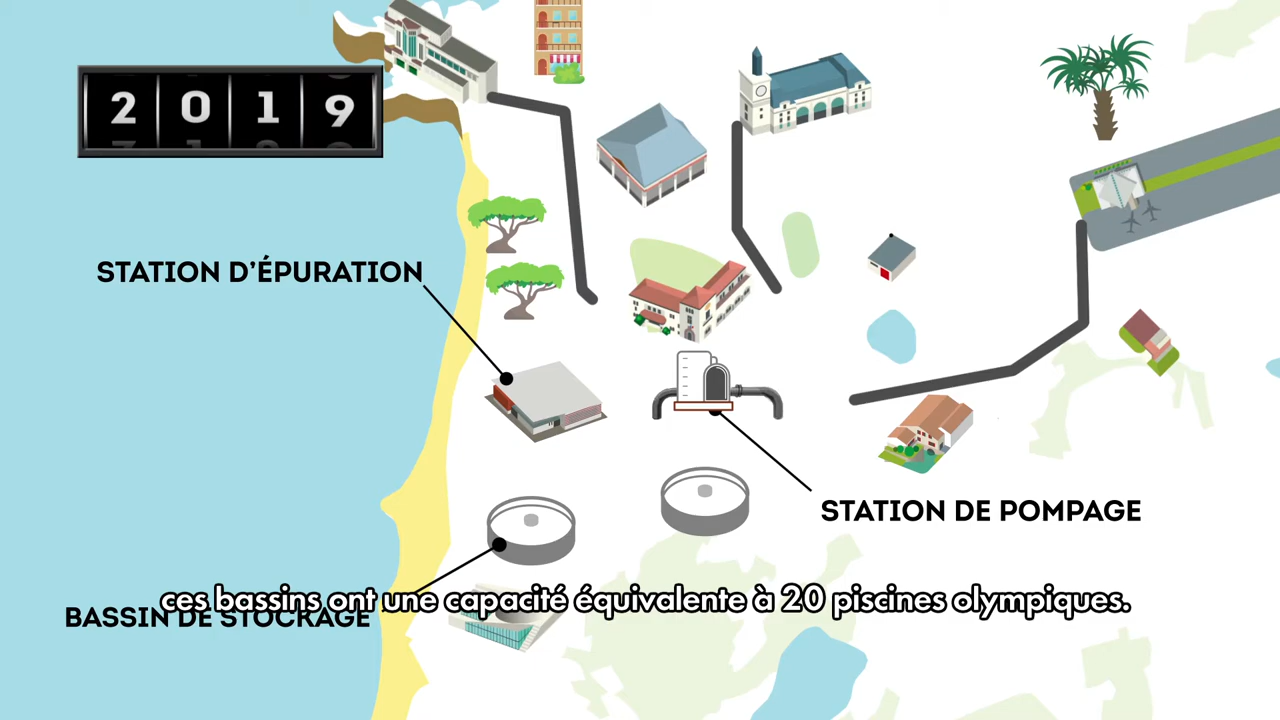 2019
STATION D'ÉPURATION
STATION DE POMPAGE
ces bassins ont une capacité équivalente à 20 piscines olympiques.
BASSIN DE STOCKAGE